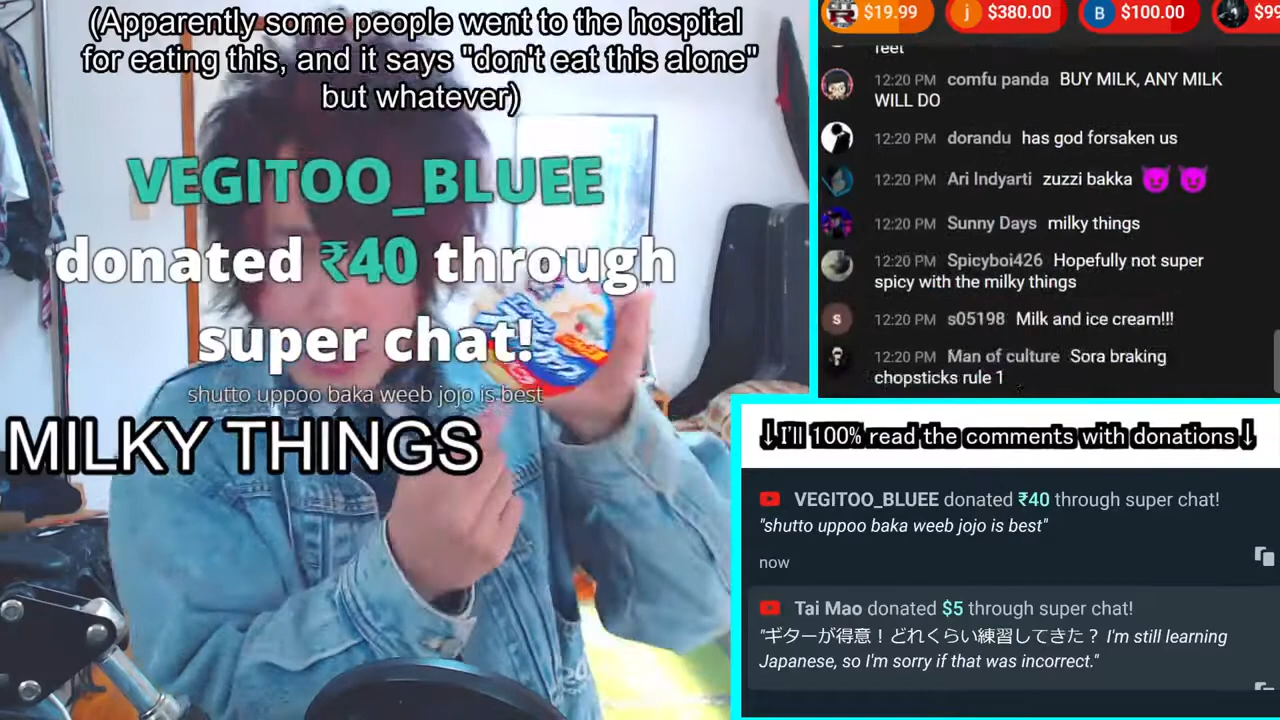 (Apparently some people went to the hospital
for eating this, and it says "don't eat this alone"
but whatever)
VEGITOO_BLUEE
donated ₹40 through
super chat!
shutto uppoo baka weeb jojo is best
MILKY THINGS
$19.99
j $380.00
B $100.00
feet
12:20 PM comfu panda BUY MILK, ANY MILK
WILL DO
12:20 PM dorandu has god forsaken us
12:20 PM Ari Indyarti zuzzi bakka 😈 😈
12:20 PM Sunny Days milky things
12:20 PM Spicyboi426 Hopefully not super
spicy with the milky things
s 12:20 PM s05198 Milk and ice cream!!!
12:20 PM Man of culture Sora braking
chopsticks rule 1
↓I'll 100% read the comments with donations↓
VEGITOO_BLUEE donated ₹40 through super chat!
"shutto uppoo baka weeb jojo is best"
now
Tai Mao donated $5 through super chat!
"ギターが得意！どれくらい練習してきた？ I'm still learning
Japanese, so I'm sorry if that was incorrect."